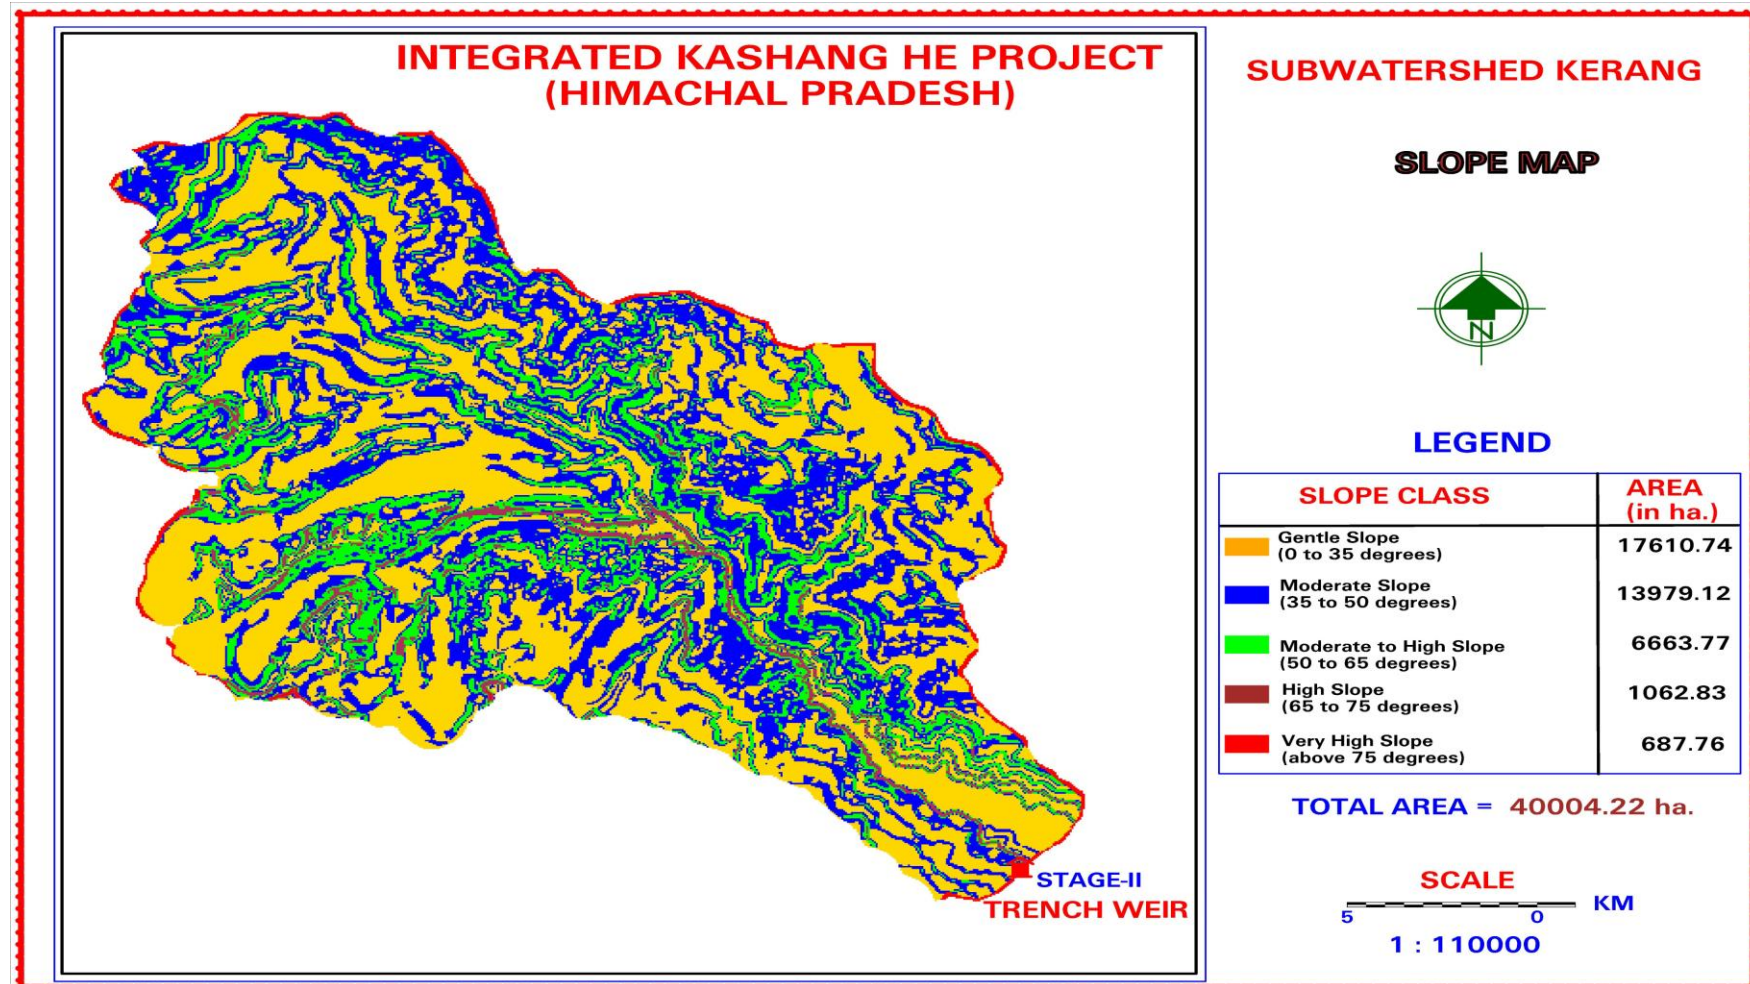 INTEGRATED KASHANG HE PROJECT
(HIMACHAL PRADESH)
STAGE-II
TRENCH WEIR
SUBWATERSHED KERANG
SLOPE MAP
N
LEGEND
SLOPE CLASS AREA
(in ha.)
Gentle Slope
(0 to 35 degrees) 17610.74
Moderate Slope
(35 to 50 degrees) 13979.12
Moderate to High Slope
(50 to 65 degrees) 6663.77
High Slope
(65 to 75 degrees) 1062.83
Very High Slope
(above 75 degrees) 687.76
TOTAL AREA = 40004.22 ha.
SCALE
KM
5 0
1 : 110000